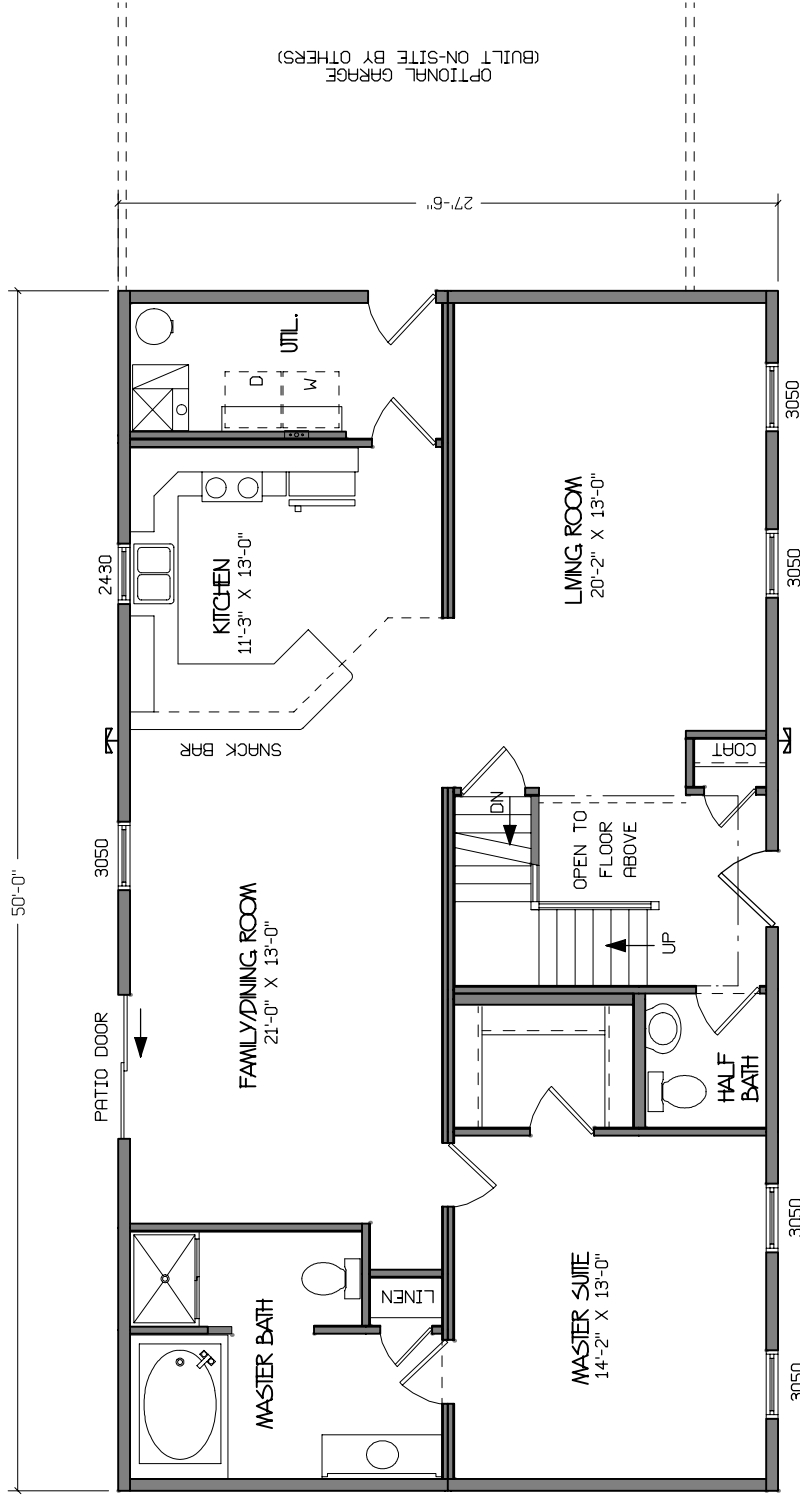 OPTIONAL GARAGE
(BUILT ON-SITE BY OTHERS)
27'-6"
50'-0"
UTIL.
D
W
2430
KITCHEN
11'-3" X 13'-0"
SNACK BAR
LIVING ROOM
20'-2" X 13'-0"
3050
3050
COAT
DN
OPEN TO
FLOOR
ABOVE
UP
3050
FAMILY/DINING ROOM
21'-0" X 13'-0"
PATIO DOOR
HALF
BATH
LINEN
MASTER BATH
MASTER SUITE
14'-2" X 13'-0"
3050
3050